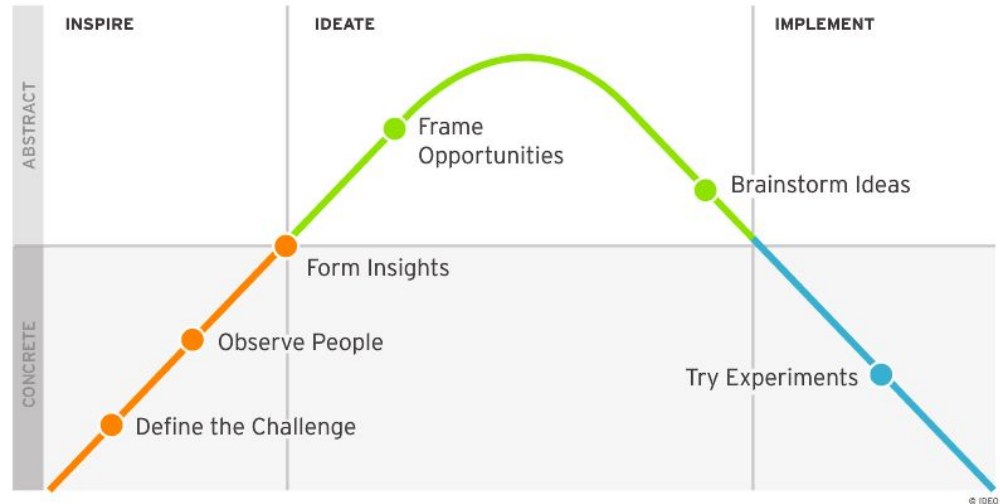 INSPIRE
IDEATE
IMPLEMENT
ABSTRACT
Frame
Opportunities
Brainstorm Ideas
Form Insights
CONCRETE
Observe People
Try Experiments
Define the Challenge
© IDEO